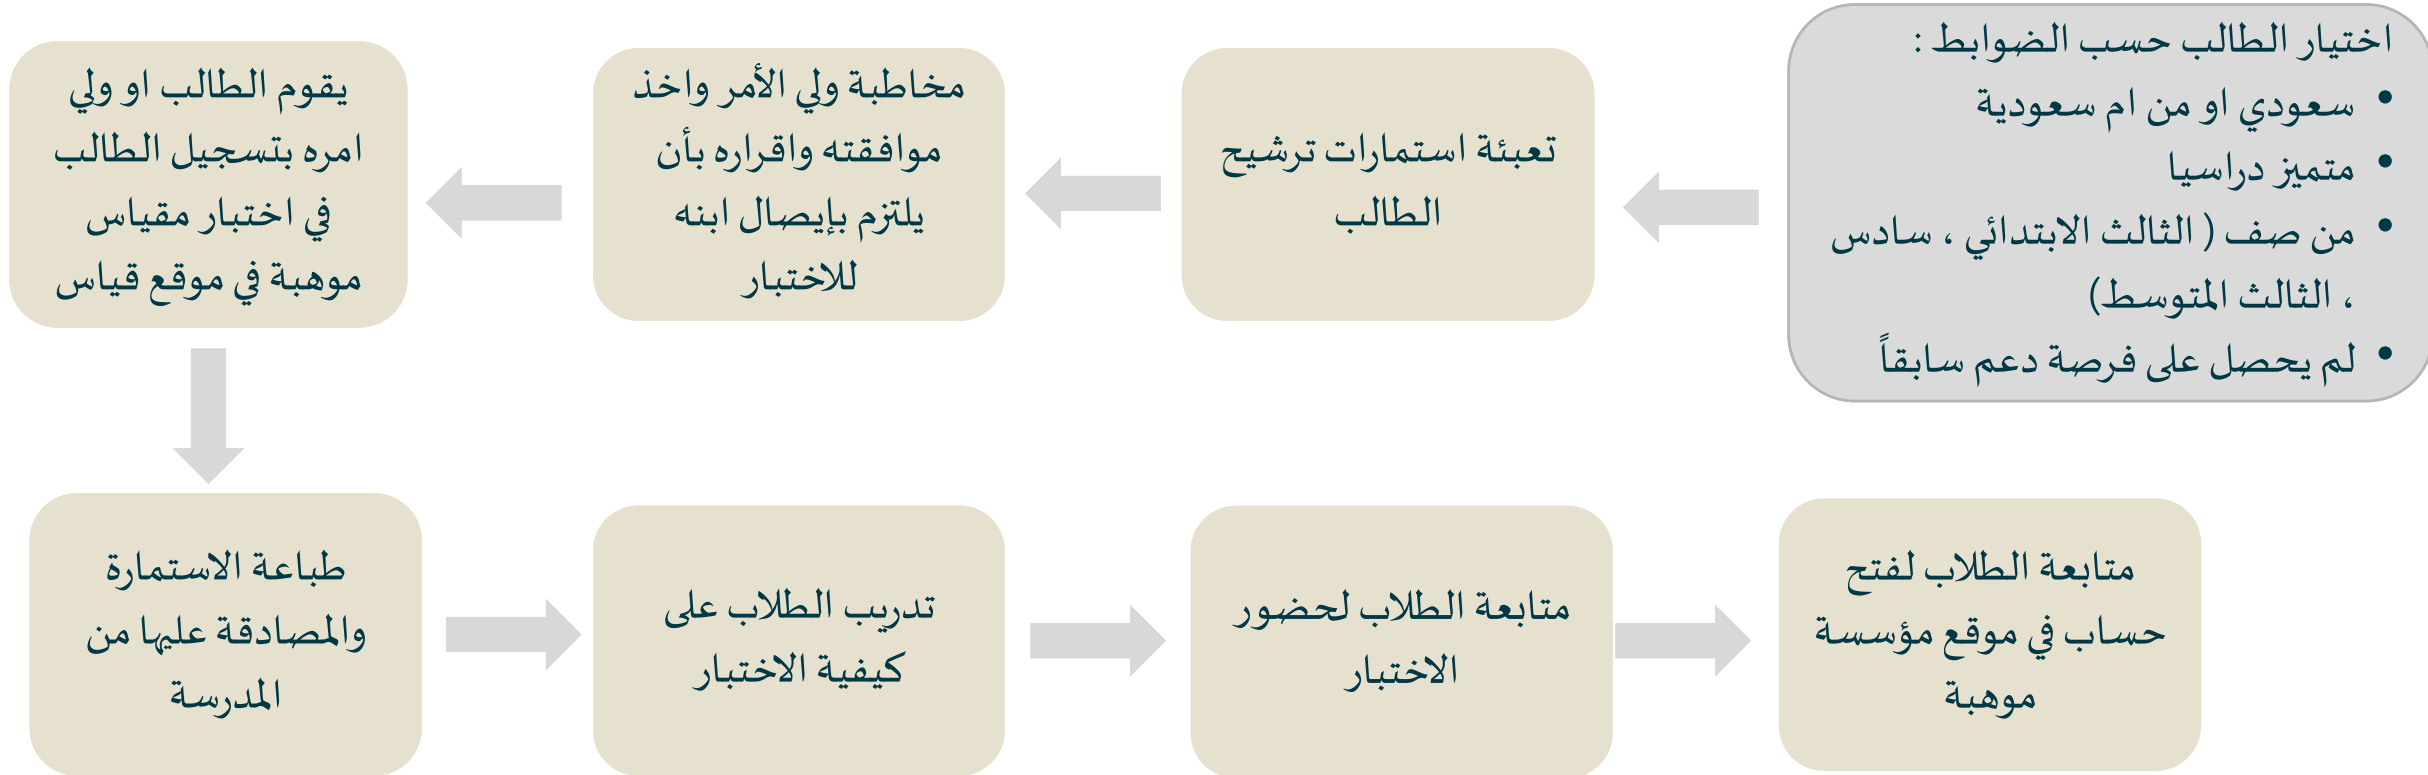 اختيار الطالب حسب الضوابط :
• سعودي او من ام سعودية
• متميز دراسيا
• من صف ( الثالث الابتدائي ، سادس
، الثالث المتوسط)
• لم يحصل على فرصة دعم سابقاً
تعبئة استمارات ترشيح
الطالب
مخاطبة ولي الأمر واخذ
موافقته واقراره بأن
يلتزم بإيصال ابنه
للاختبار
يقوم الطالب او ولي
امره بتسجيل الطالب
في اختبار مقياس
موهبة في موقع قياس
طباعة الاستمارة
والمصادقة عليها من
المدرسة
تدريب الطلاب على
كيفية الاختبار
متابعة الطلاب لحضور
الاختبار
متابعة الطلاب لفتح
حساب في موقع مؤسسة
موهبة